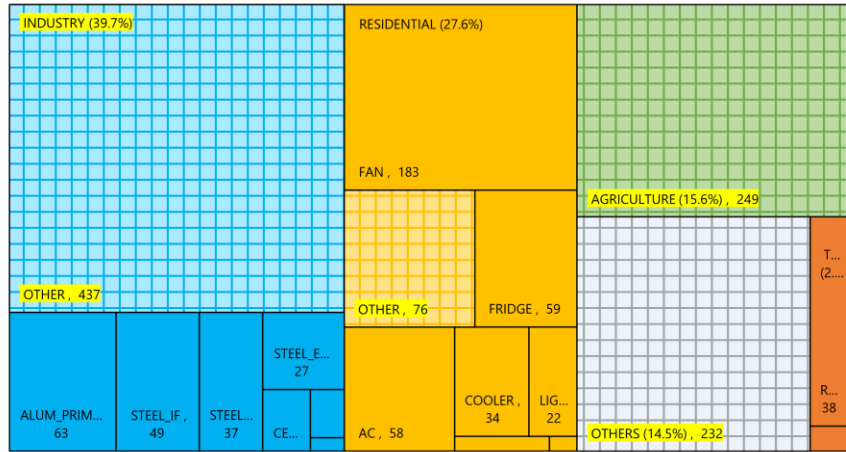 INDUSTRY (39.7%)
OTHER , 437
ALUM_PRIM...
63
STEEL_IF ,
49
STEEL...
37
STEEL_E...
27
CE...
RESIDENTIAL (27.6%)
FAN , 183
OTHER , 76
FRIDGE , 59
AC , 58
COOLER ,
34
LIG...
22
AGRICULTURE (15.6%) , 249
OTHERS (14.5%) , 232
T...
(2....
R...
38